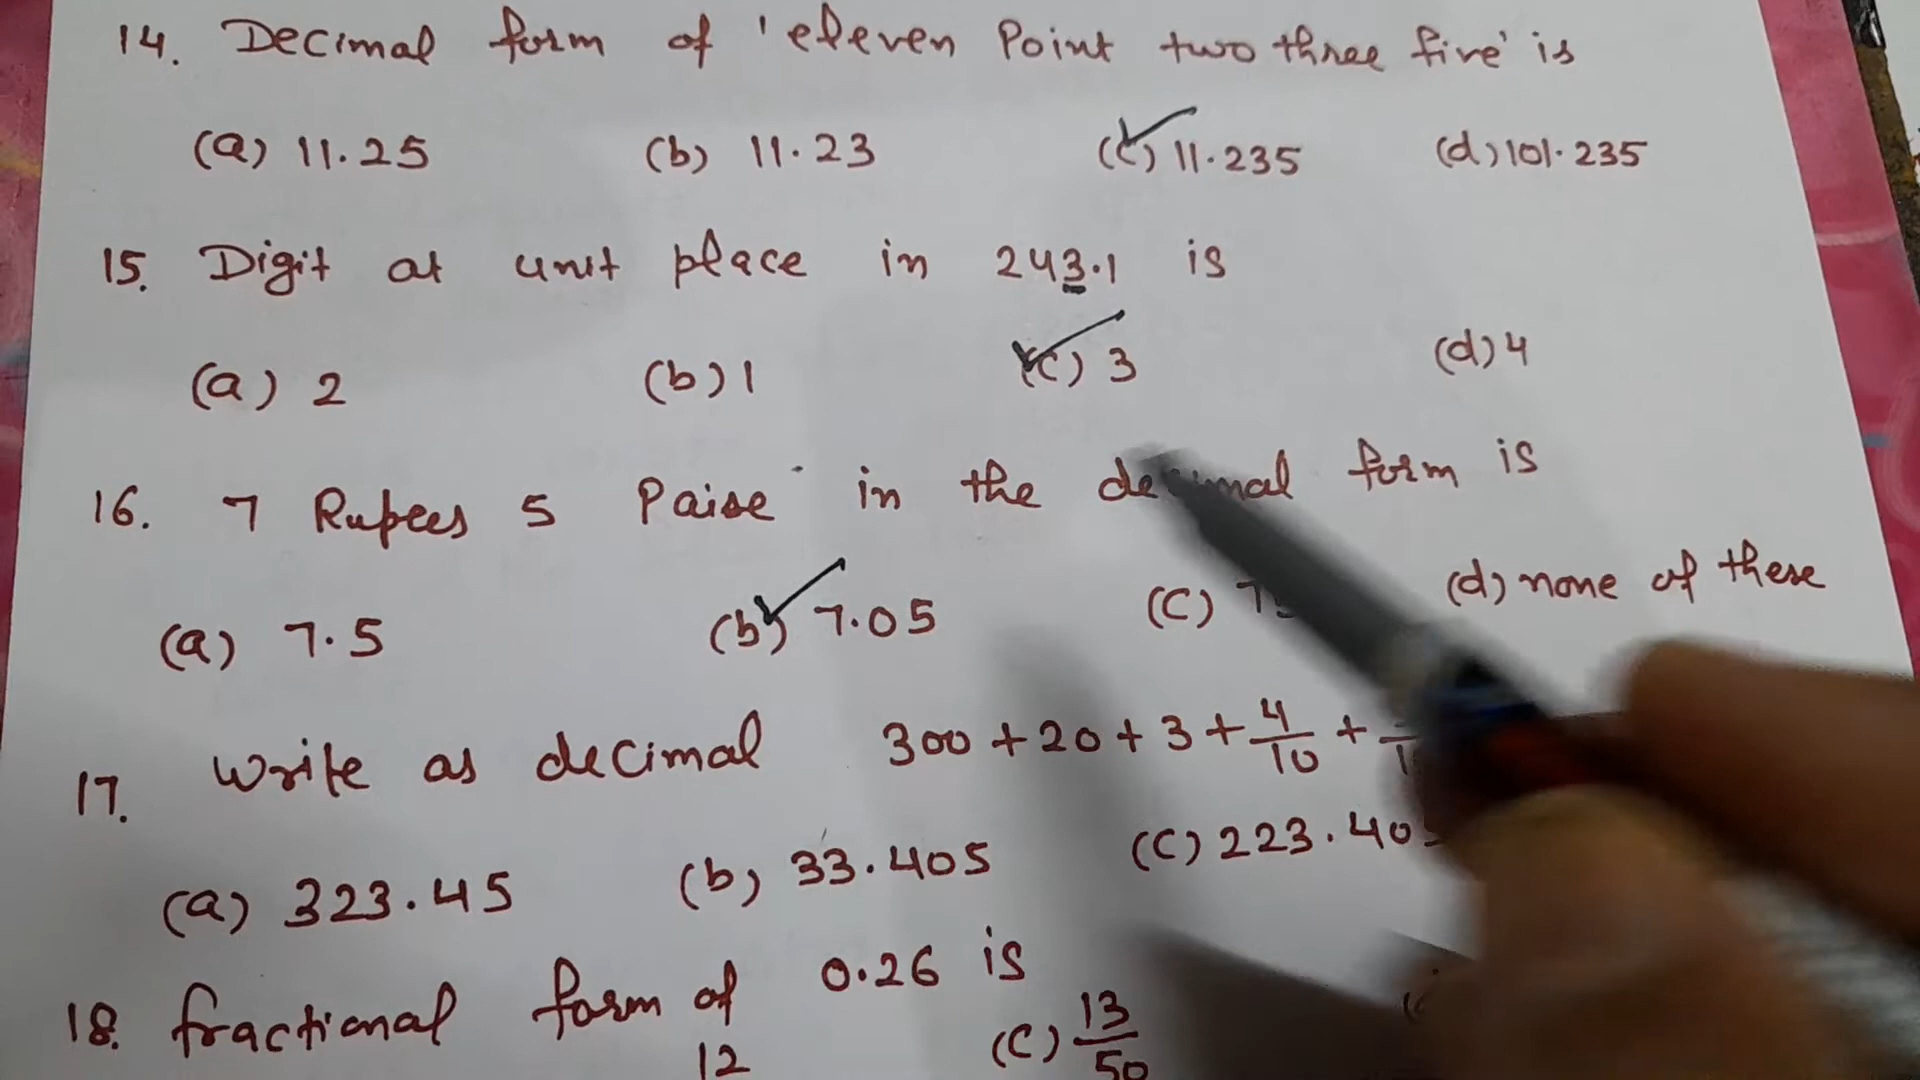 14. Decimal form of 'eleven Point two three five' is
(a) 11.25 (b) 11.23 (c) 11.235 (d) 101.235
15. Digit at unit place in 243.1 is
(a) 2 (b) 1 (c) 3 (d) 4
16. 7 Rupees 5 Paise in the decimal form is
(a) 7.5 (b) 7.05 (C) (d) none of these
17. Write as decimal 300 + 20 + 3 + 4/10 +
(a) 323.45 (b) 33.405 (C) 223.405
18. fractional form of 0.26 is
12 (C) 13/50